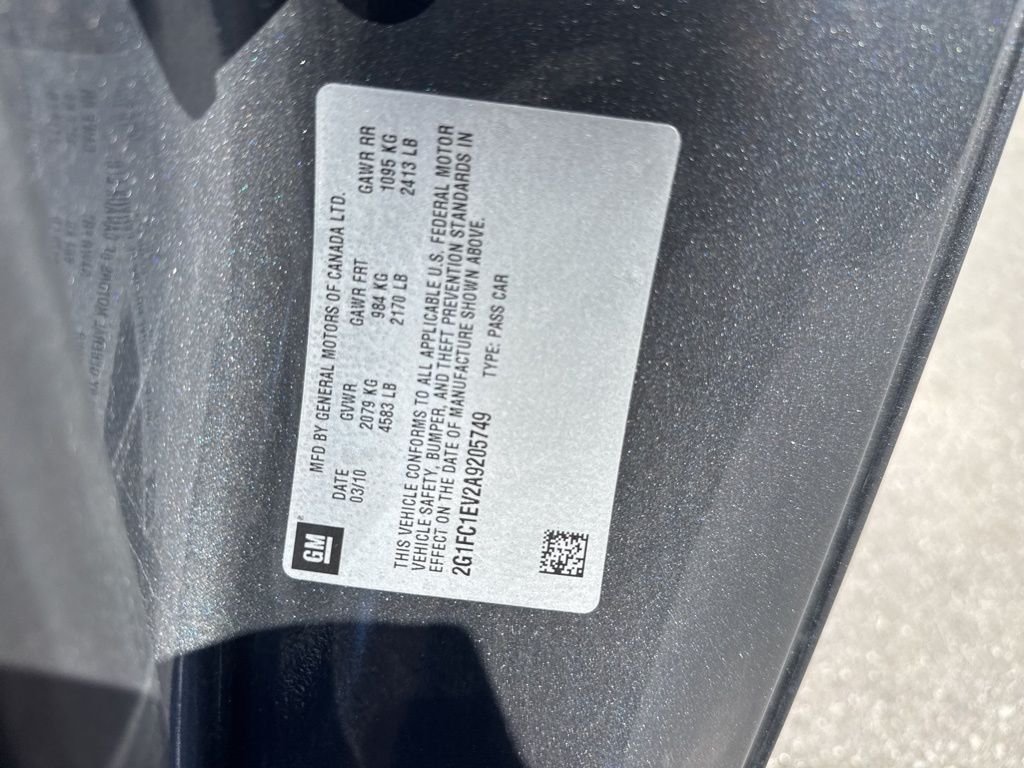 GM
MFD BY GENERAL MOTORS OF CANADA LTD.
DATE GVWR GAWR FRT GAWR RR
03/10 2079 KG 984 KG 1095 KG
4583 LB 2170 LB 2413 LB
THIS VEHICLE CONFORMS TO ALL APPLICABLE U.S. FEDERAL MOTOR
VEHICLE SAFETY, BUMPER, AND THEFT PREVENTION STANDARDS IN
EFFECT ON THE DATE OF MANUFACTURE SHOWN ABOVE.
2G1FC1EV2A9205749 TYPE: PASS CAR